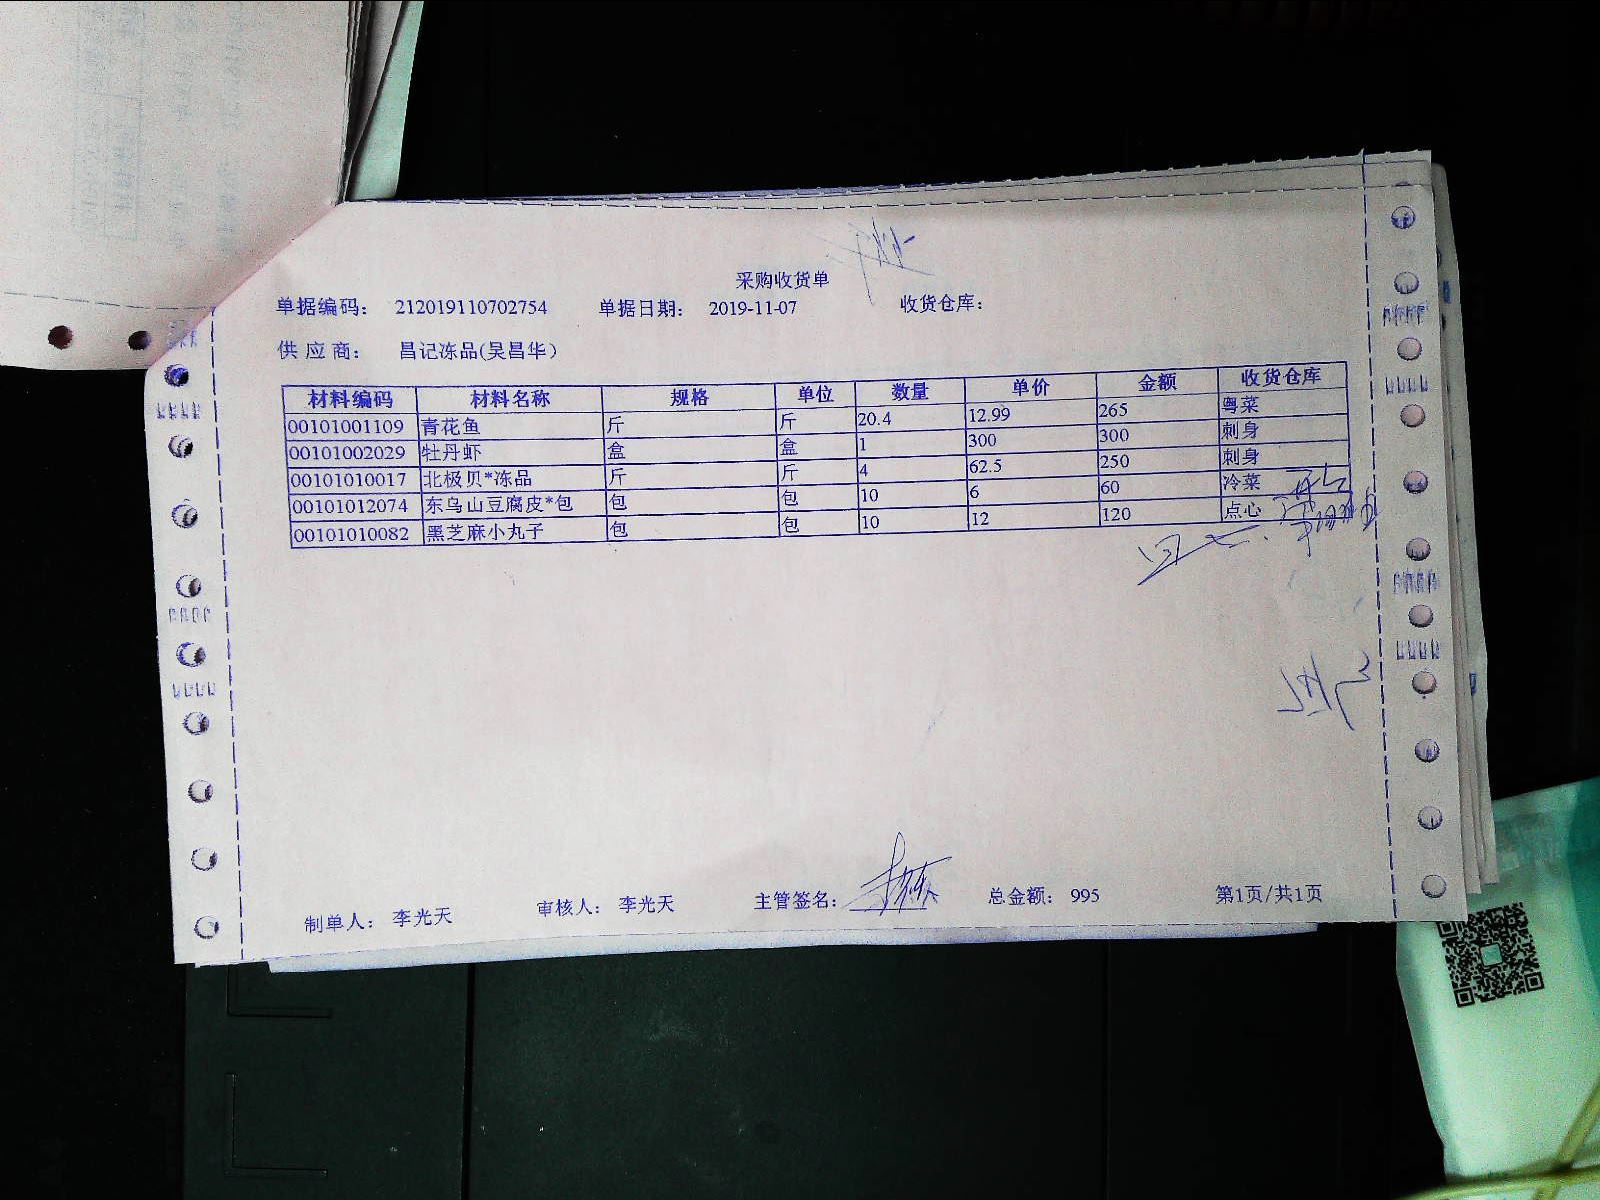 采购收货单
单据编码： 212019110702754 单据日期： 2019-11-07 收货仓库：
供 应 商： 昌记冻品(吴昌华）
材料编码 材料名称 规格 单位 数量 单价 金额 收货仓库
00101001109 青花鱼 斤 斤 20.4 12.99 265 粤菜
00101002029 牡丹虾 盒 盒 1 300 300 刺身
00101010017 北极贝*冻品 斤 斤 4 62.5 250 刺身
00101012074 东乌山豆腐皮*包 包 包 10 6 60 冷菜
00101010082 黑芝麻小丸子 包 包 10 12 120 点心
制单人： 李光天 审核人： 李光天 主管签名： 总金额： 995 第1页/共1页